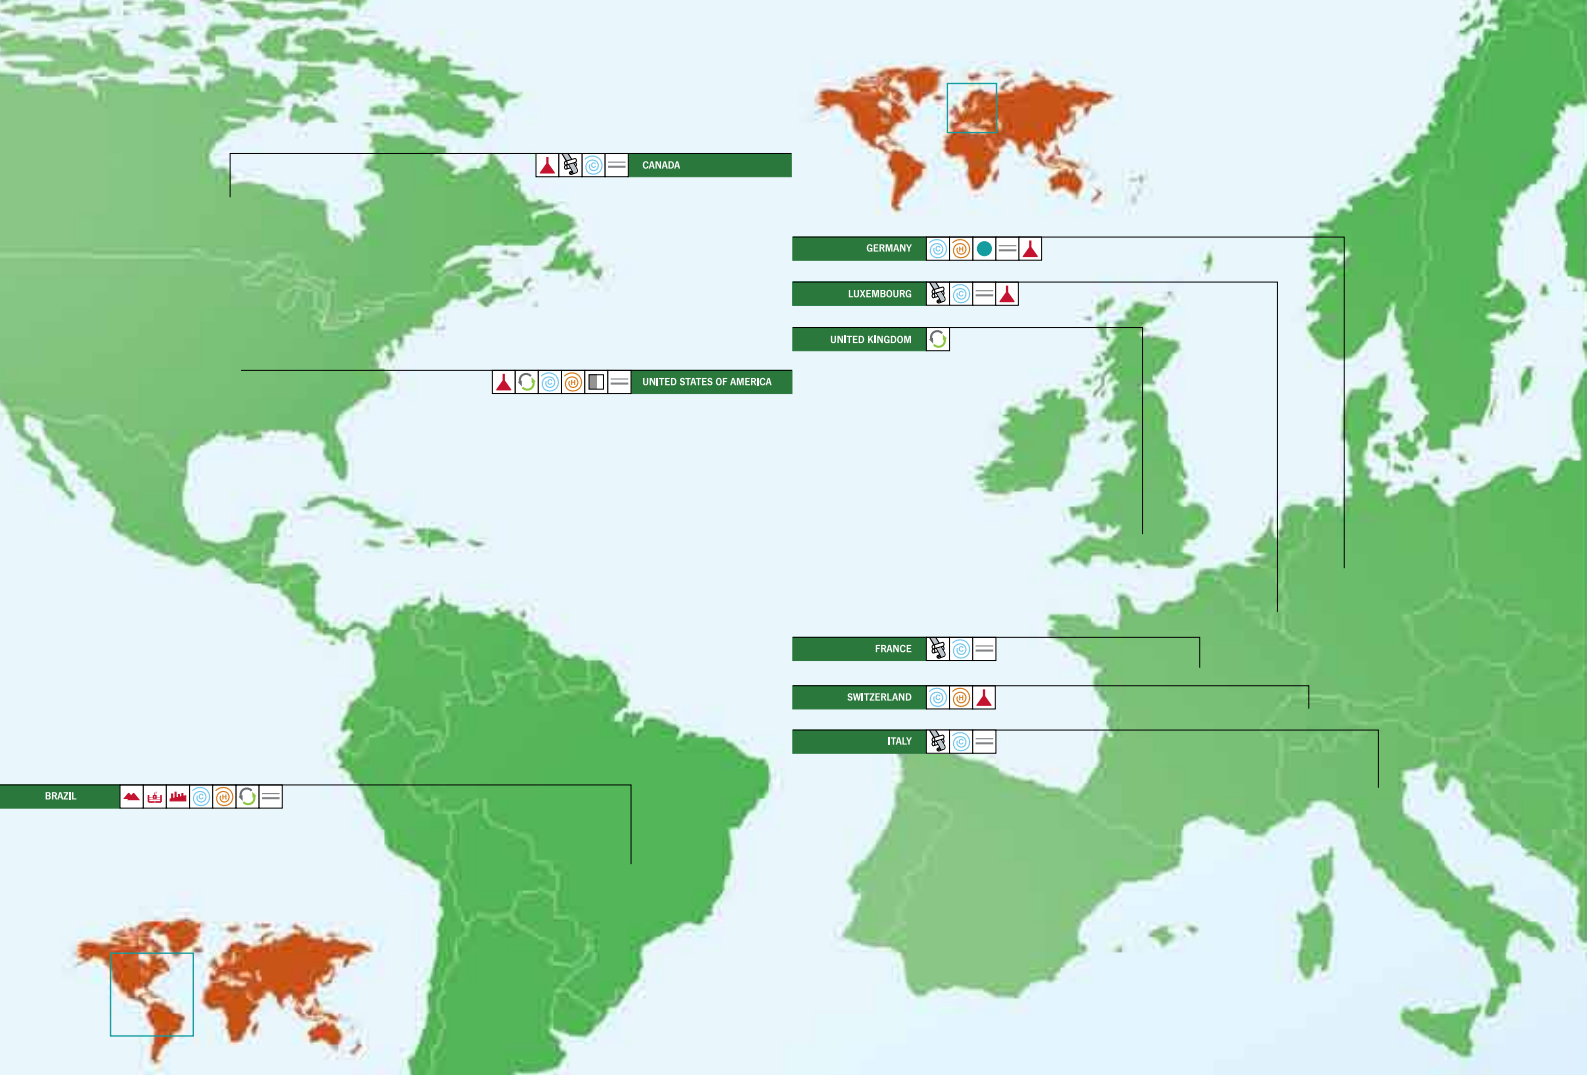 CANADA
UNITED STATES OF AMERICA
BRAZIL
GERMANY
LUXEMBOURG
UNITED KINGDOM
FRANCE
SWITZERLAND
ITALY